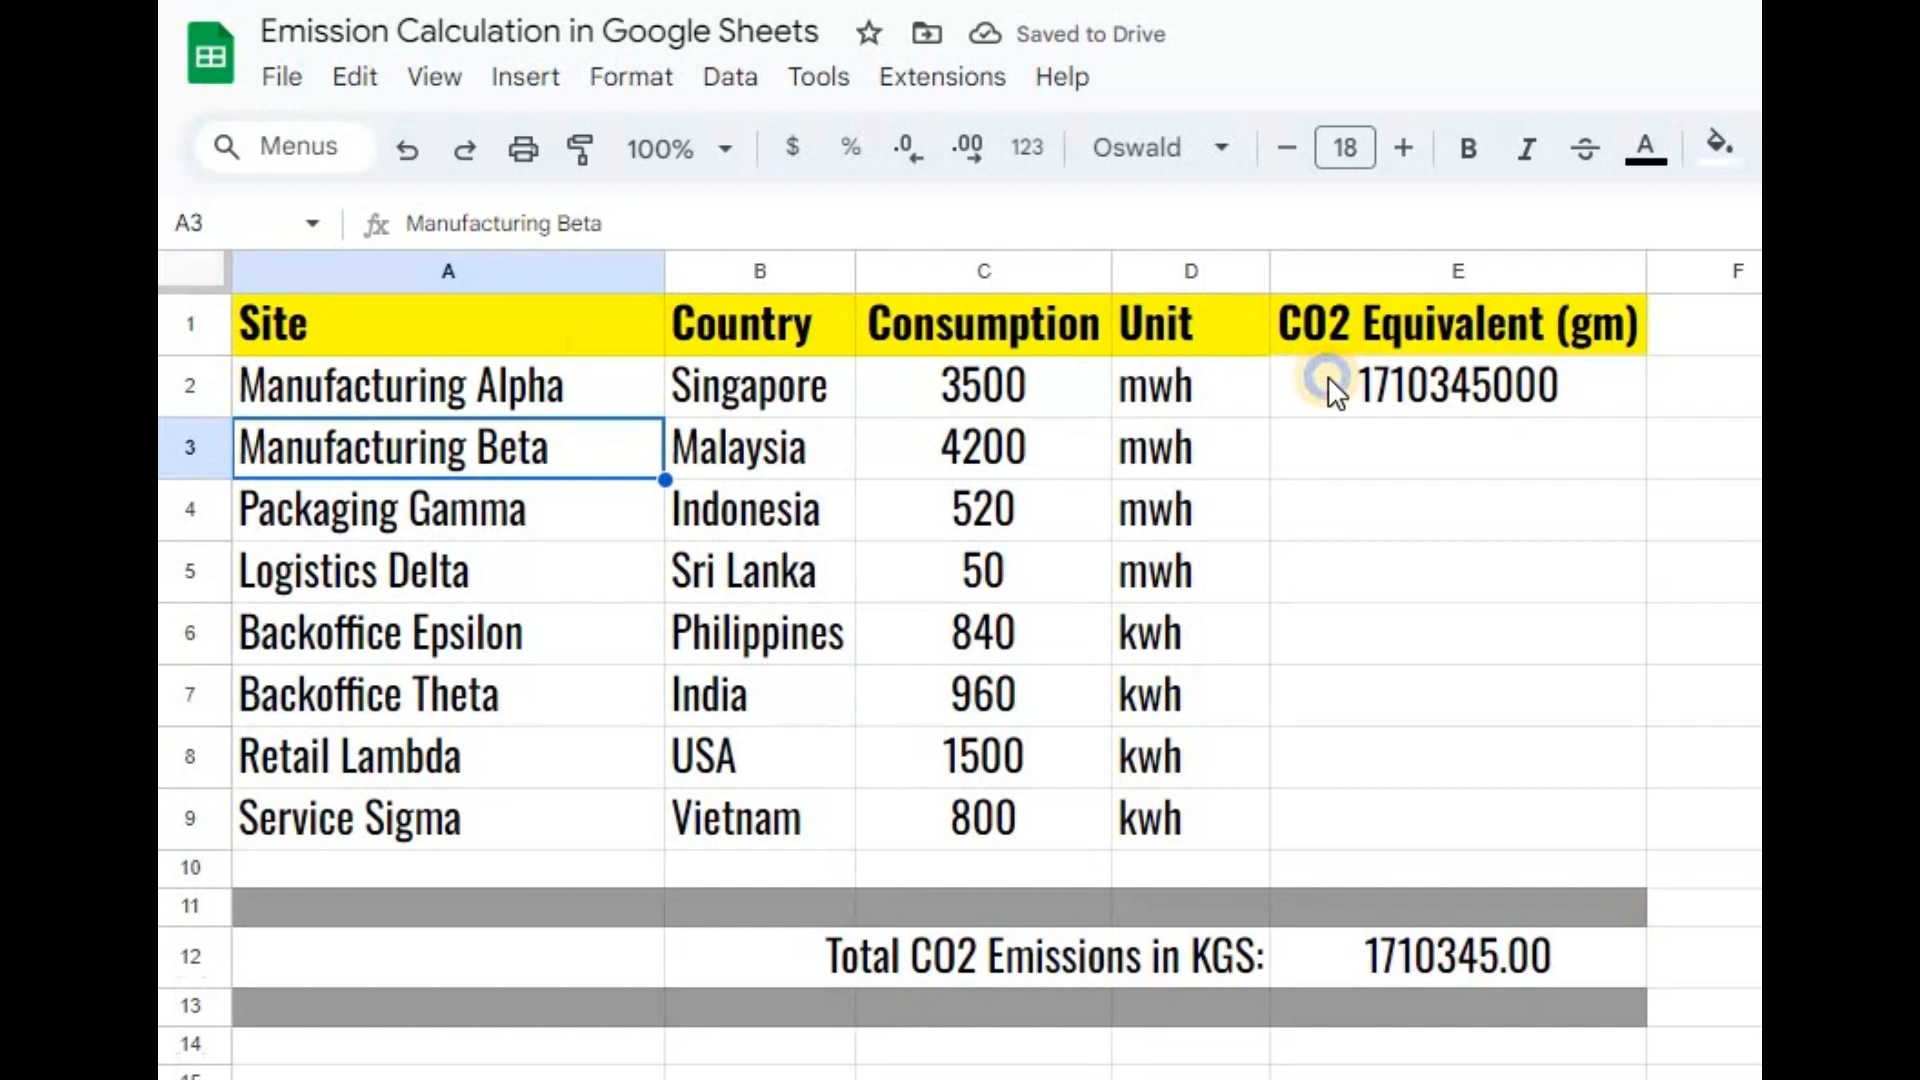 Emission Calculation in Google Sheets Saved to Drive
File Edit View Insert Format Data Tools Extensions Help
Menus 100% $ % .0 .00 123 Oswald 18 B I S A
A3 fx Manufacturing Beta
A B C D E F
1 Site Country Consumption Unit CO2 Equivalent (gm)
2 Manufacturing Alpha Singapore 3500 mwh 1710345000
3 Manufacturing Beta Malaysia 4200 mwh
4 Packaging Gamma Indonesia 520 mwh
5 Logistics Delta Sri Lanka 50 mwh
6 Backoffice Epsilon Philippines 840 kwh
7 Backoffice Theta India 960 kwh
8 Retail Lambda USA 1500 kwh
9 Service Sigma Vietnam 800 kwh
10
11
12 Total CO2 Emissions in KGS: 1710345.00
13
14
15